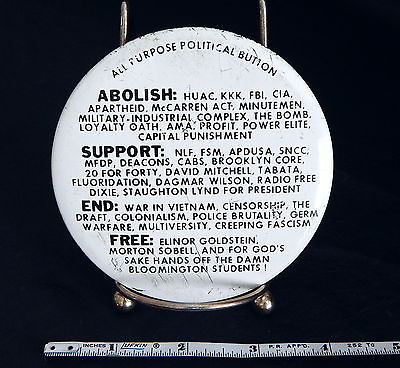 ALL PURPOSE POLITICAL BUTTON
ABOLISH: HUAC, KKK, FBI, CIA,
APARTHEID, McCARREN ACT, MINUTEMEN,
MILITARY-INDUSTRIAL COMPLEX, THE BOMB,
LOYALTY OATH, AMA, PROFIT, POWER ELITE,
CAPITAL PUNISHMENT
SUPPORT: NLF, FSM, APDUSA, SNCC,
MFDP, DEACONS, CABS, BROOKLYN CORE,
20 FOR FORTY, DAVID MITCHELL, TABATA,
FLUORIDATION, DAGMAR WILSON, RADIO FREE
DIXIE, STAUGHTON LYND FOR PRESIDENT
END: WAR IN VIETNAM, CENSORSHIP, THE
DRAFT, COLONIALISM, POLICE BRUTALITY, GERM
WARFARE, MULTIVERSITY, CREEPING FASCISM
FREE: ELINOR GOLDSTEIN,
MORTON SOBELL, AND FOR GOD'S
SAKE HANDS OFF THE DAMN
BLOOMINGTON STUDENTS!
INCHES LUFKIN 1 2 3 P.R. APPD. 4 252 TO 5